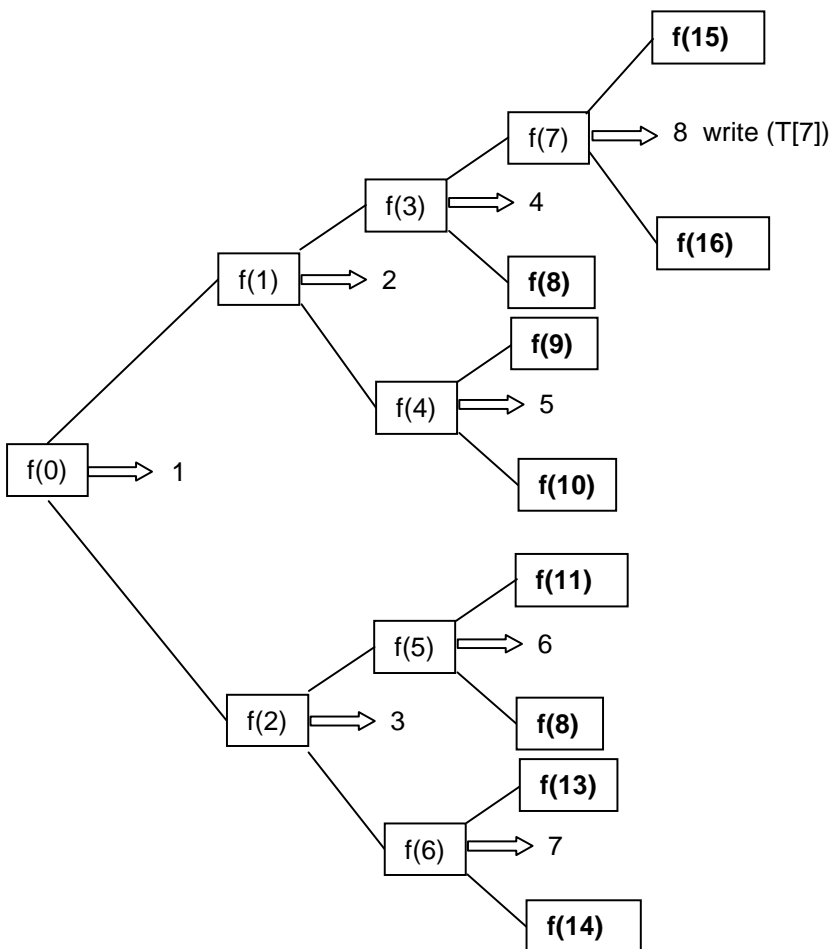 f(15)
f(7)
8 write (T[7])
f(3)
4
f(16)
f(1)
2
f(8)
f(9)
f(4)
5
f(0)
1
f(10)
f(11)
f(5)
6
f(2)
3
f(8)
f(13)
f(6)
7
f(14)